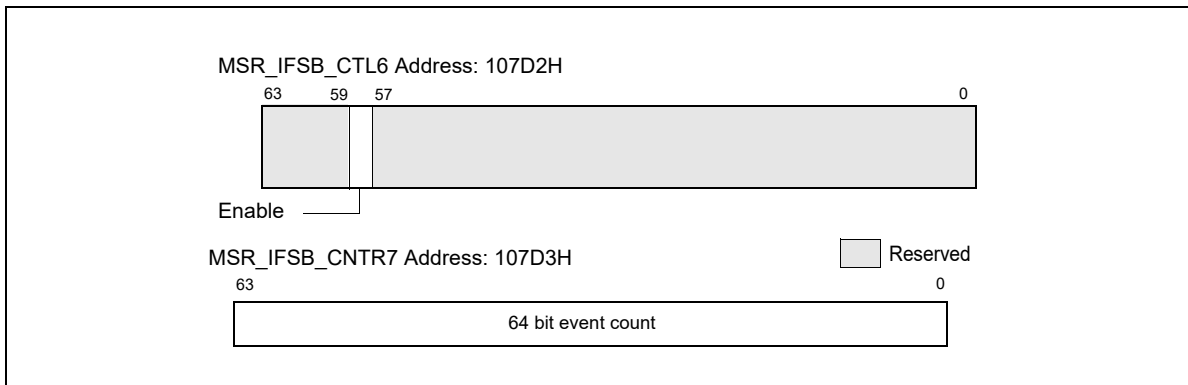 MSR_IFSB_CTL6 Address: 107D2H
63 59 57 0
Enable
MSR_IFSB_CNTR7 Address: 107D3H
Reserved
63 0
64 bit event count